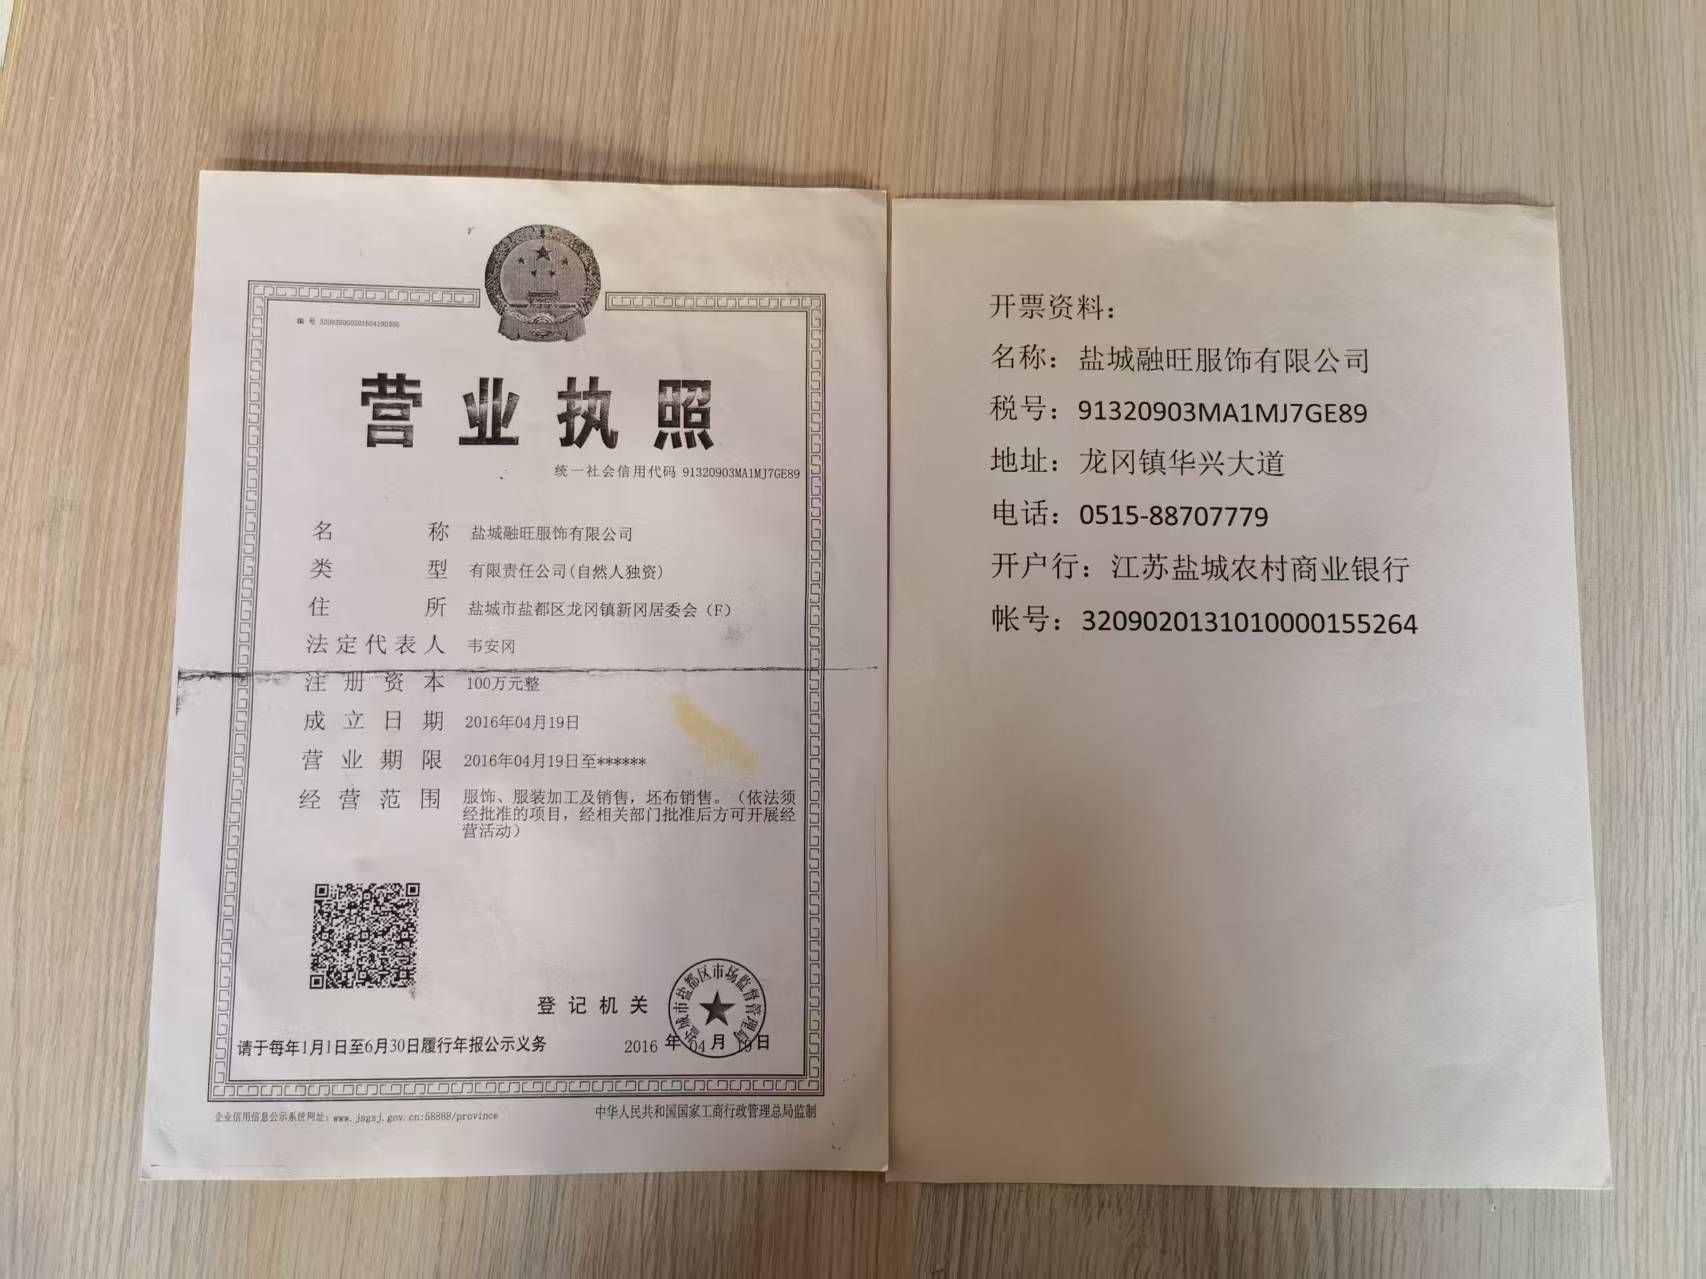 编 号 320928000201604190355
营业执照
统一社会信用代码 91320903MA1MJ7GE89
名称 盐城融旺服饰有限公司
类型 有限责任公司(自然人独资)
住所 盐城市盐都区龙冈镇新冈居委会（F）
法定代表人 韦安冈
注册资本 100万元整
成立日期 2016年04月19日
营业期限 2016年04月19日至******
经营范围 服饰、服装加工及销售，坯布销售。（依法须
经批准的项目，经相关部门批准后方可开展经
营活动）
登记机关
盐城市盐都区市场监督管理局
请于每年1月1日至6月30日履行年报公示义务
2016 年 04 月 19 日
企业信用信息公示系统网址：www.jsgsj.gov.cn:58888/province
中华人民共和国国家工商行政管理总局监制
开票资料：
名称：盐城融旺服饰有限公司
税号：91320903MA1MJ7GE89
地址：龙冈镇华兴大道
电话：0515-88707779
开户行：江苏盐城农村商业银行
帐号：3209020131010000155264